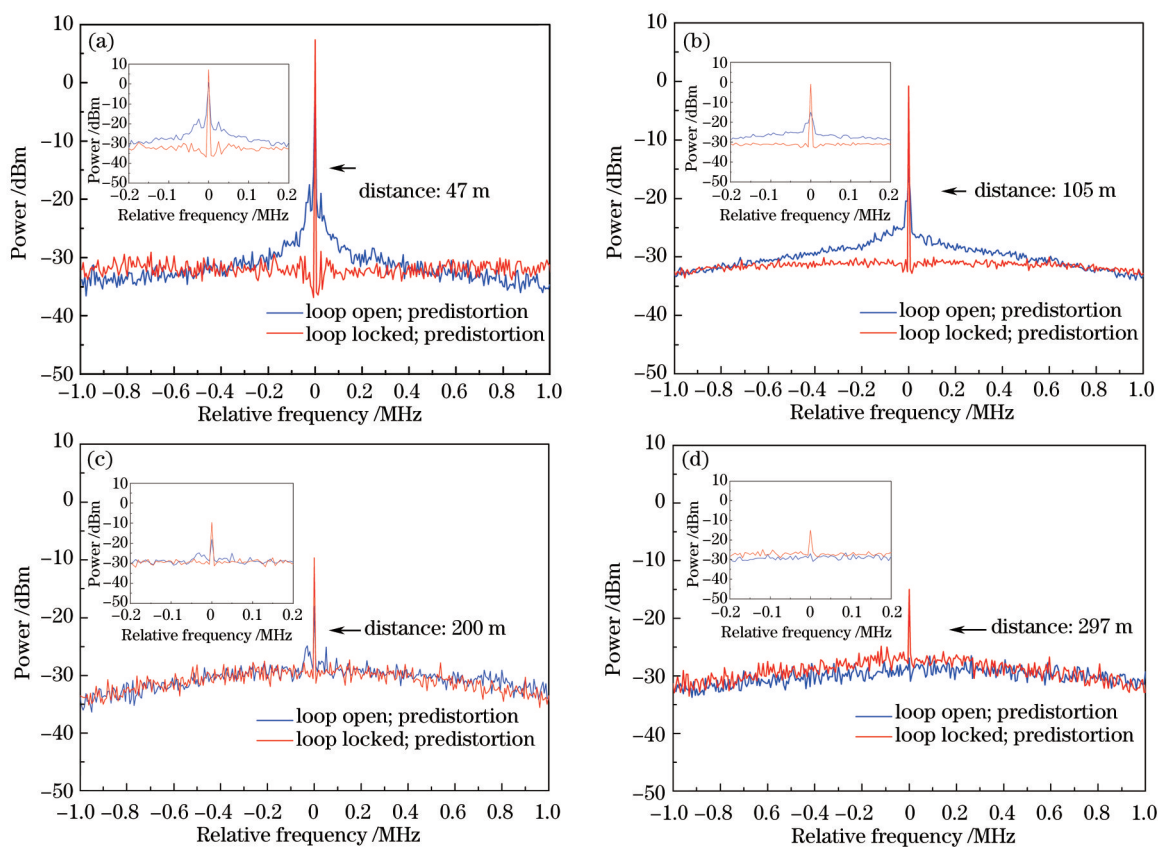 (a)
10
0
−10
−20
−30
−40
−50
Power /dBm
10
0
−10
−20
−30
−40
−50
Power /dBm
−0.2 −0.1 0 0.1 0.2
Relative frequency /MHz
distance: 47 m
loop open; predistortion
loop locked; predistortion
−1.0 −0.8 −0.6 −0.4 −0.2 0 0.2 0.4 0.6 0.8 1.0
Relative frequency /MHz
(b)
10
0
−10
−20
−30
−40
−50
Power /dBm
10
0
−10
−20
−30
−40
−50
Power /dBm
−0.2 −0.1 0 0.1 0.2
Relative frequency /MHz
distance: 105 m
loop open; predistortion
loop locked; predistortion
−1.0 −0.8 −0.6 −0.4 −0.2 0 0.2 0.4 0.6 0.8 1.0
Relative frequency /MHz
(c)
10
0
−10
−20
−30
−40
−50
Power /dBm
10
0
−10
−20
−30
−40
−50
Power /dBm
−0.2 −0.1 0 0.1 0.2
Relative frequency /MHz
distance: 200 m
loop open; predistortion
loop locked; predistortion
−1.0 −0.8 −0.6 −0.4 −0.2 0 0.2 0.4 0.6 0.8 1.0
Relative frequency /MHz
(d)
10
0
−10
−20
−30
−40
−50
Power /dBm
10
0
−10
−20
−30
−40
−50
Power /dBm
−0.2 −0.1 0 0.1 0.2
Relative frequency /MHz
distance: 297 m
loop open; predistortion
loop locked; predistortion
−1.0 −0.8 −0.6 −0.4 −0.2 0 0.2 0.4 0.6 0.8 1.0
Relative frequency /MHz